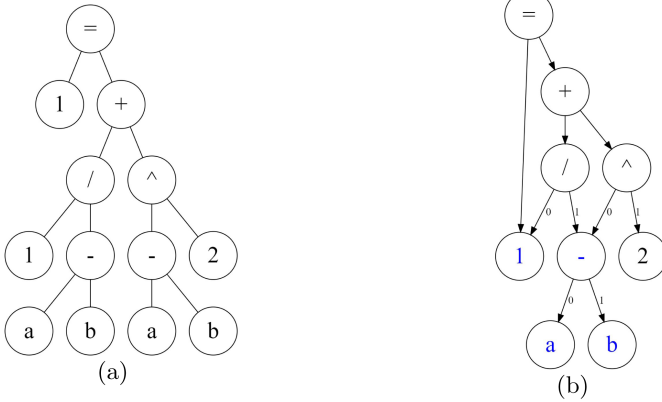 =
1 +
/ ^
1 - - 2
a b a b
(a)
=
+
/ ^
0 1 0 1
1 - 2
0 1
a b
(b)